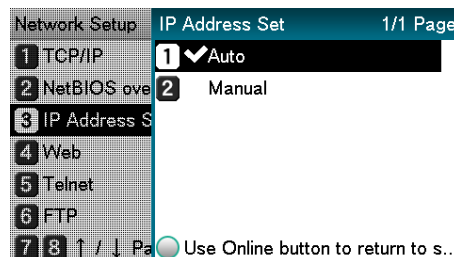 Network Setup
1 TCP/IP
2 NetBIOS ove
3 IP Address S
4 Web
5 Telnet
6 FTP
7 8 ↑ / ↓ Pa
IP Address Set 1/1 Page
1 ✔Auto
2 Manual
Use Online button to return to s..